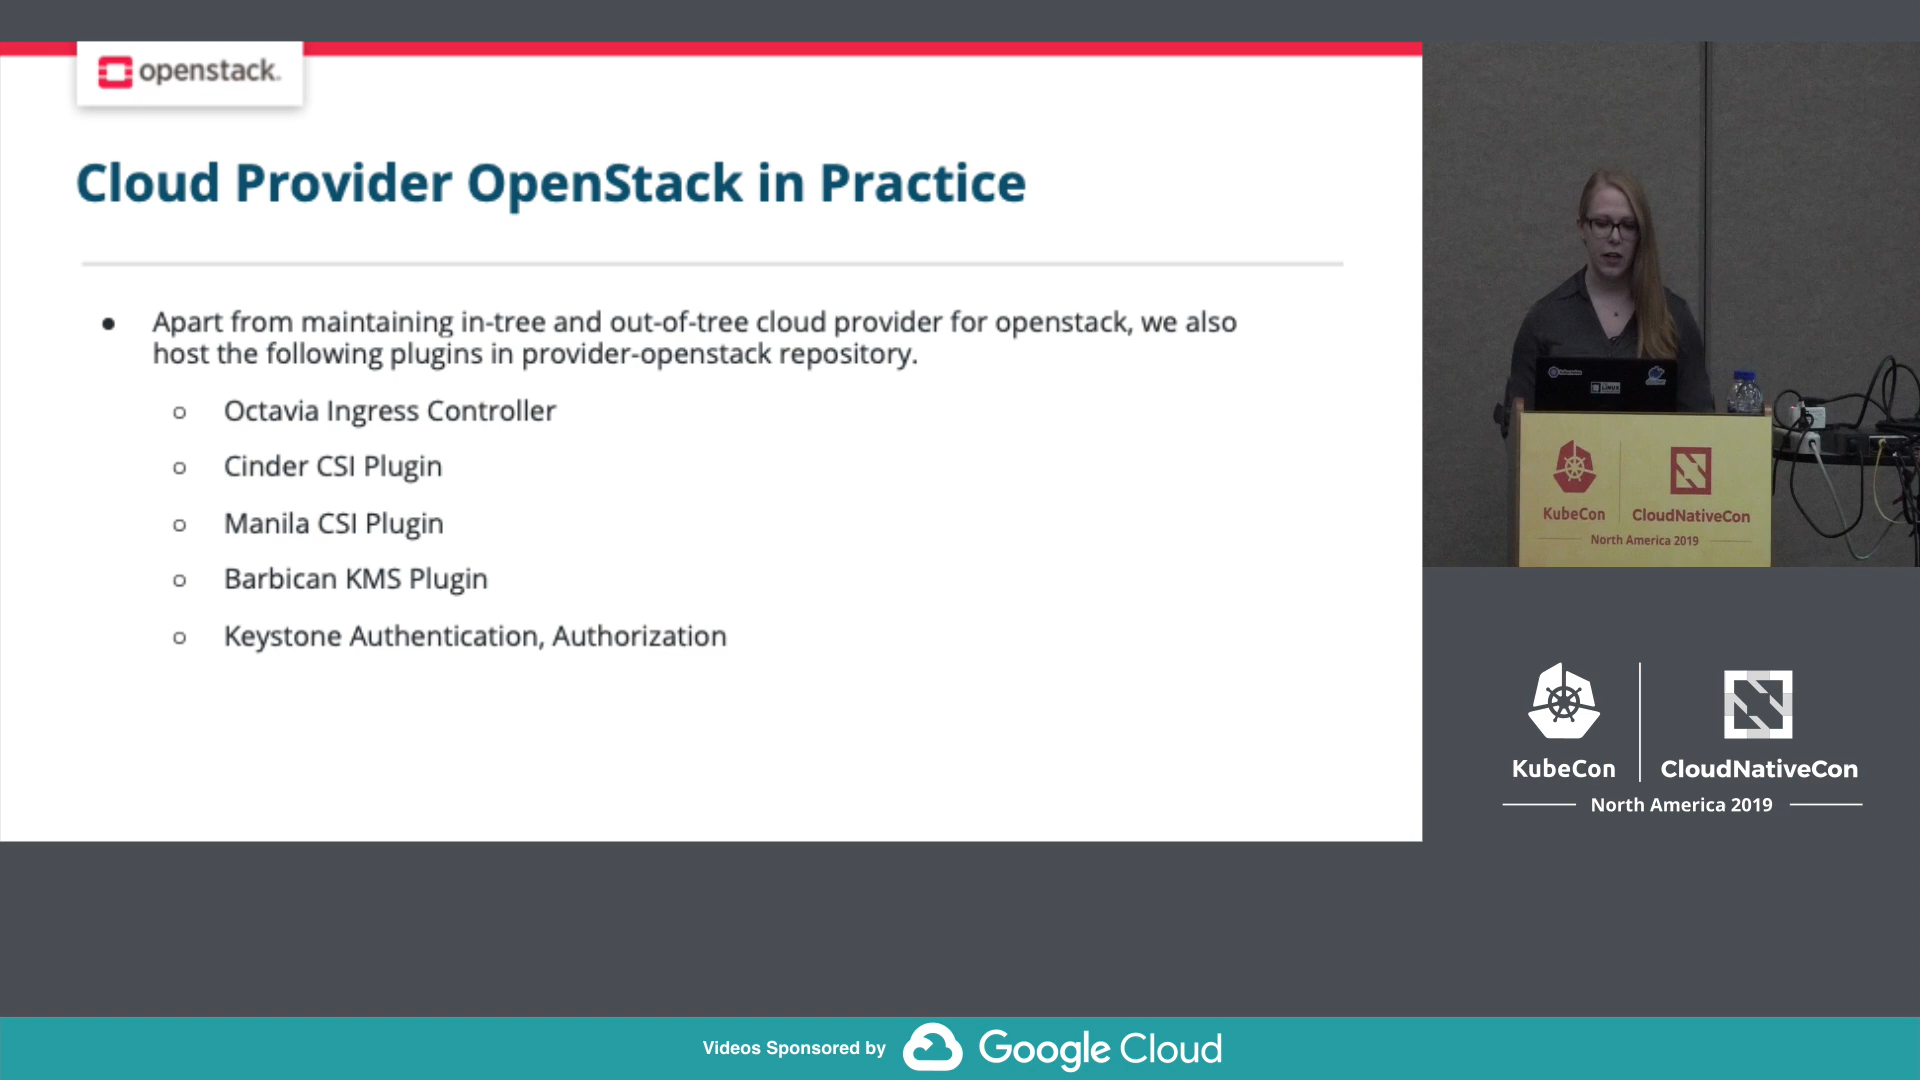 openstack.
Cloud Provider OpenStack in Practice
Apart from maintaining in-tree and out-of-tree cloud provider for openstack, we also
host the following plugins in provider-openstack repository.
Octavia Ingress Controller
Cinder CSI Plugin
Manila CSI Plugin
Barbican KMS Plugin
Keystone Authentication, Authorization
KubeCon
CloudNativeCon
North America 2019
KubeCon
CloudNativeCon
North America 2019
Videos Sponsored by
Google Cloud